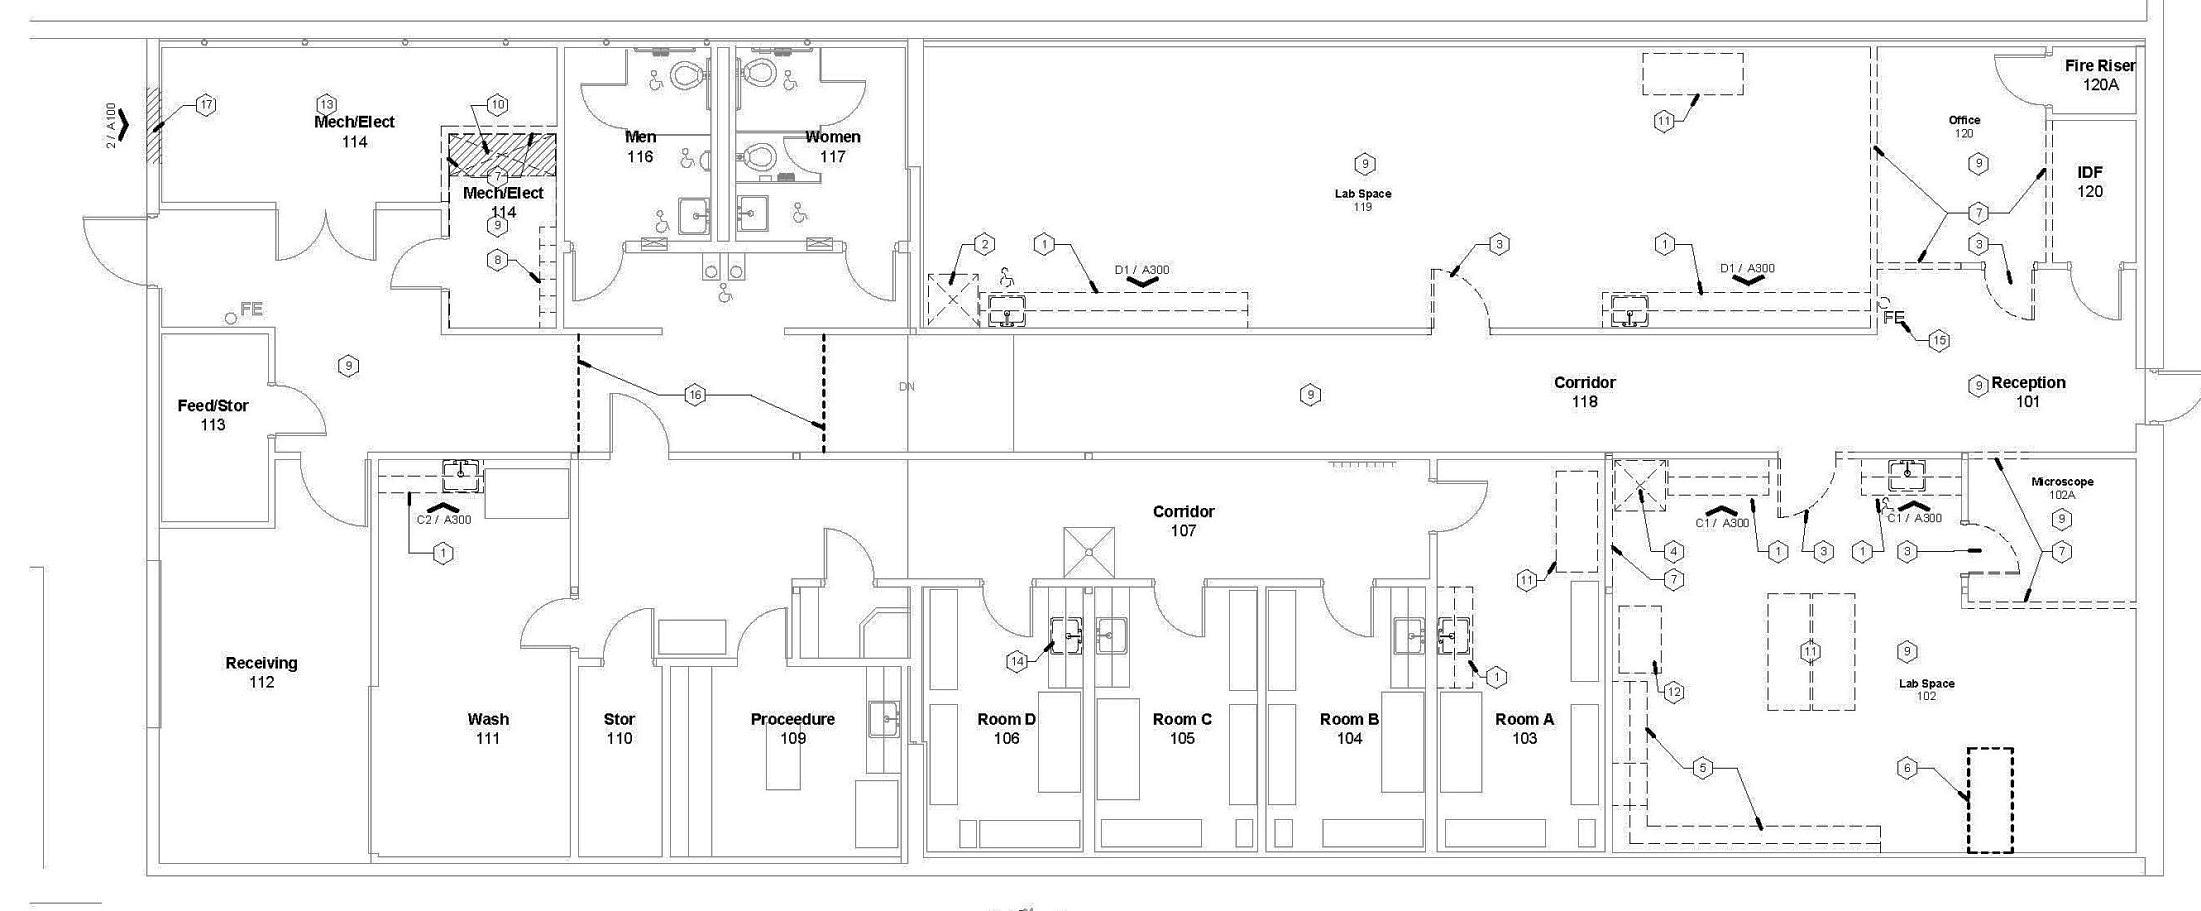 Fire Riser
120A
2 / A100
17
13
10
11
Mech/Elect
114
Office
120
Men
116
Women
117
9
9
IDF
120
7
Mech/Elect
114
Lab Space
119
7
9
2
1
3
1
3
8
D1 / A300
D1 / A300
FE
FE
15
9
16
DN
9
Corridor
118
9
Reception
101
Feed/Stor
113
Microscope
102A
C2 / A300
Corridor
107
C1 / A300
C1 / A300
9
1
4
1
3
1
3
7
11
7
Receiving
112
14
1
11
9
Lab Space
102
12
Wash
111
Stor
110
Proceedure
109
Room D
106
Room C
105
Room B
104
Room A
103
5
6